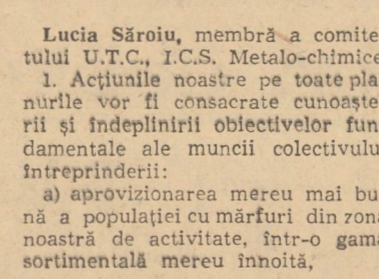 Lucia Săroiu, membră a comite
tului U.T.C., I.C.S. Metalo-chimice
1. Acțiunile noastre pe toate pla
nurile vor fi consacrate cunoaște
rii și îndeplinirii obiectivelor fun
damentale ale muncii colectivulu
întreprinderii:
a) aprovizionarea mereu mai bu
nă a populației cu mărfuri din zona
noastră de activitate, într-o gam
sortimentală mereu înnoită,